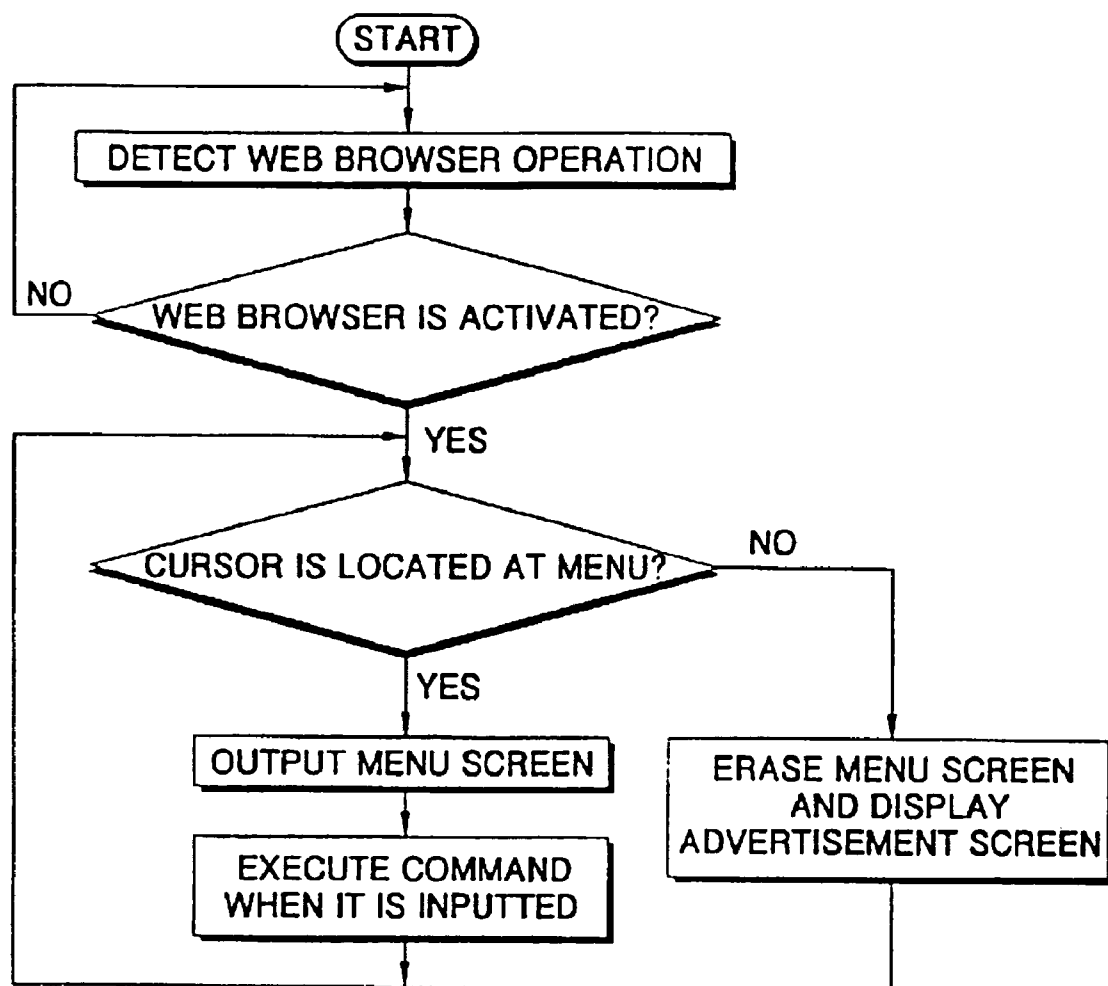 START
DETECT WEB BROWSER OPERATION
NO
WEB BROWSER IS ACTIVATED?
YES
CURSOR IS LOCATED AT MENU?
NO
YES
OUTPUT MENU SCREEN
EXECUTE COMMAND
WHEN IT IS INPUTTED
ERASE MENU SCREEN
AND DISPLAY
ADVERTISEMENT SCREEN